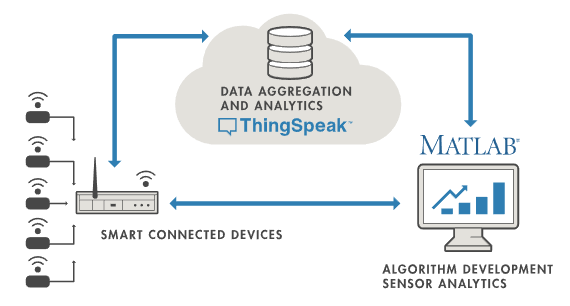 DATA AGGREGATION
AND ANALYTICS
ThingSpeak™
MATLAB®
SMART CONNECTED DEVICES
ALGORITHM DEVELOPMENT
SENSOR ANALYTICS